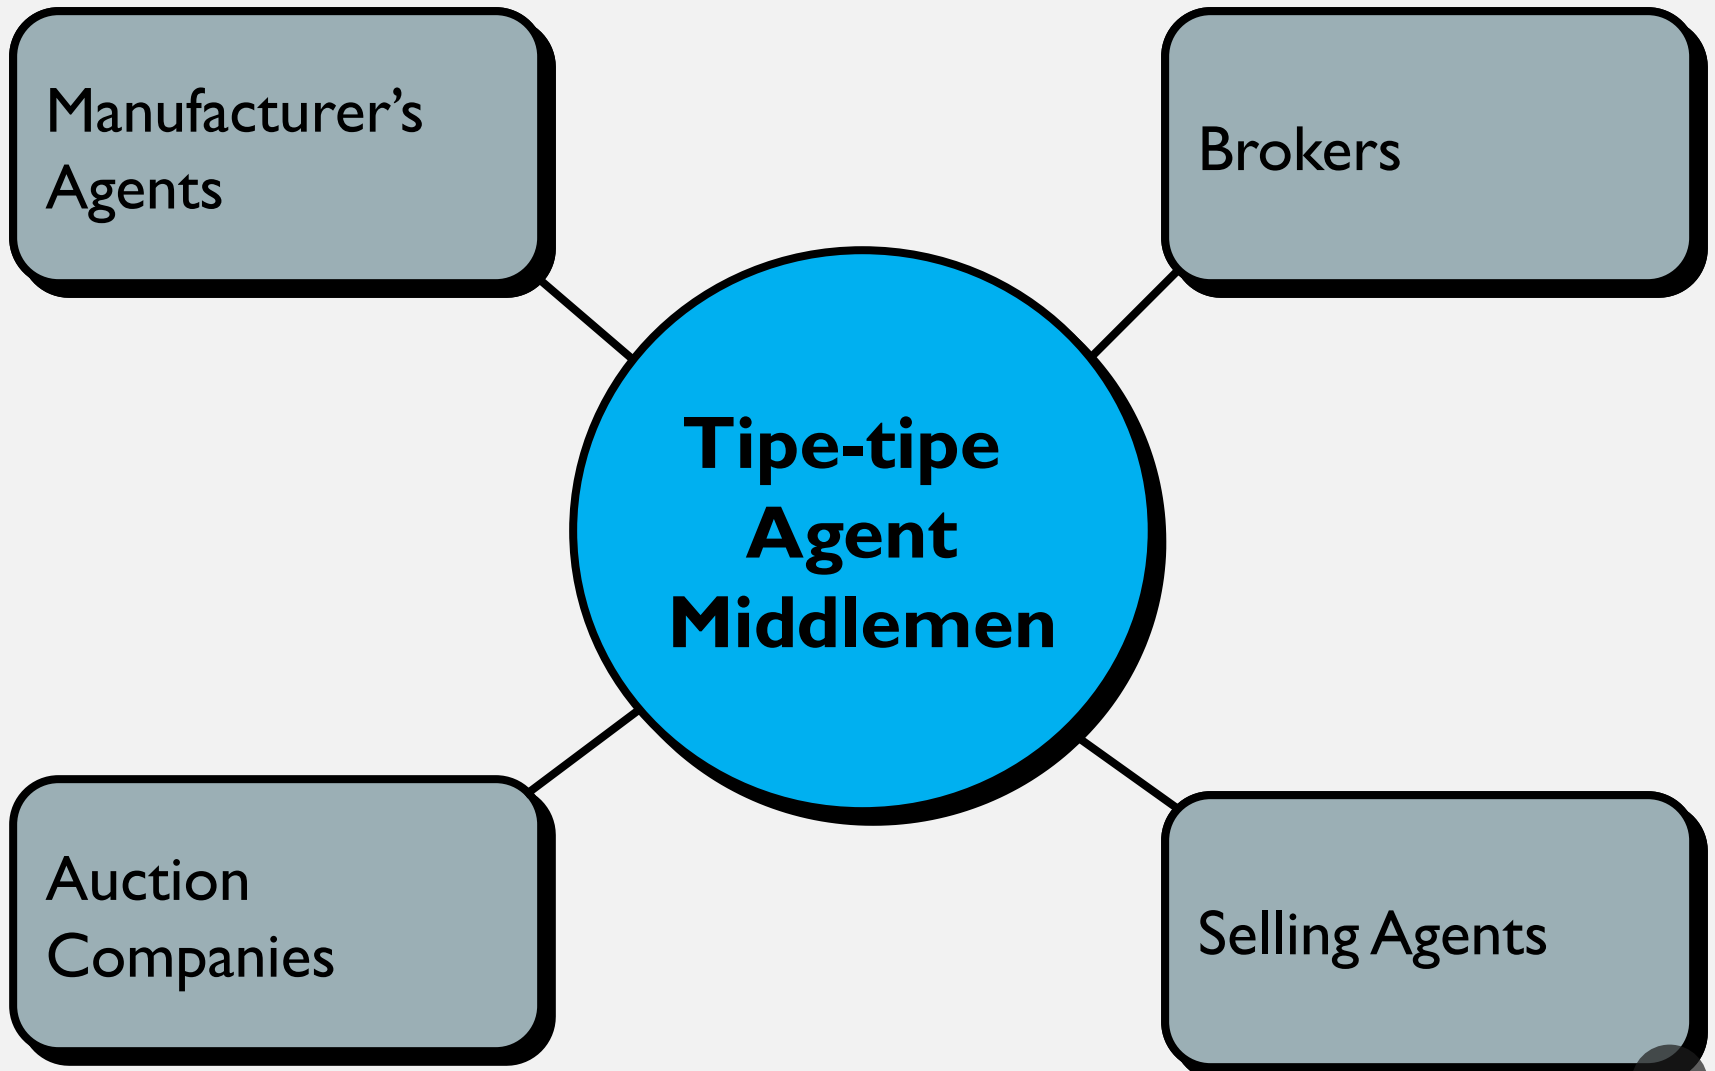 Manufacturer’s
Agents
Brokers
Tipe-tipe
Agent
Middlemen
Auction
Companies
Selling Agents